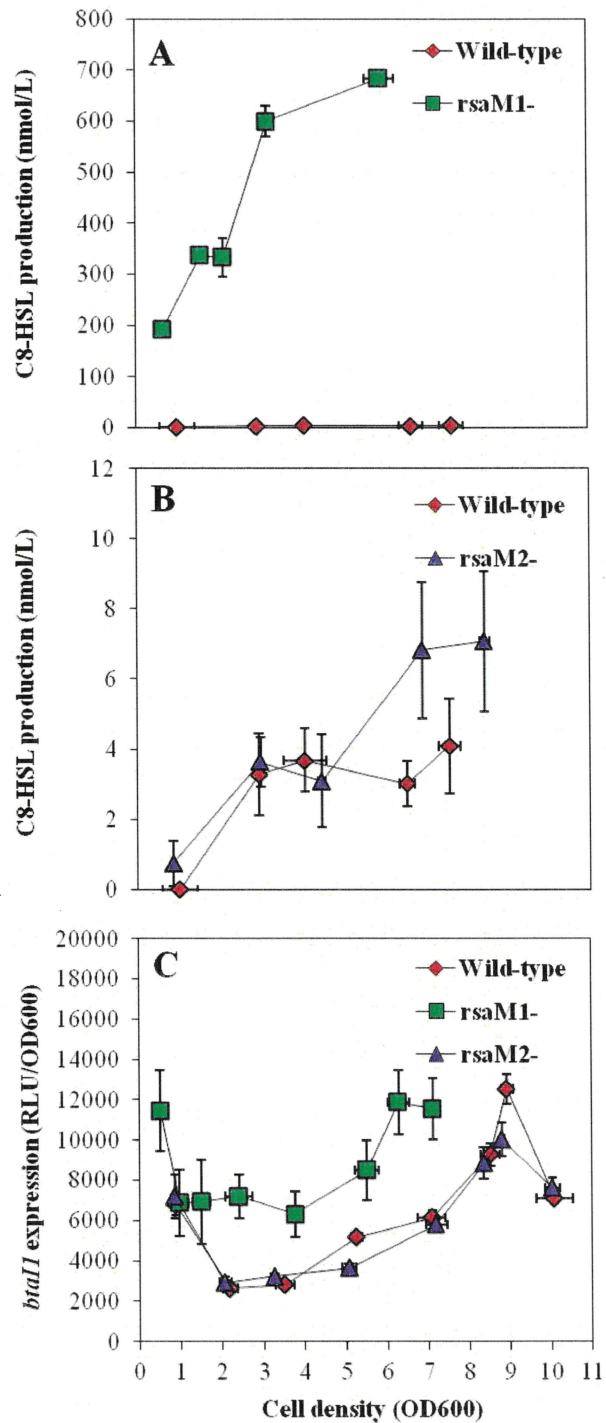 A
Wild-type
rsaM1-
C8-HSL production (nmol/L)
800
700
600
500
400
300
200
100
0
B
Wild-type
rsaM2-
C8-HSL production (nmol/L)
12
10
8
6
4
2
0
C
Wild-type
rsaM1-
rsaM2-
btaI1 expression (RLU/OD600)
20000
18000
16000
14000
12000
10000
8000
6000
4000
2000
0
0 1 2 3 4 5 6 7 8 9 10 11
Cell density (OD600)